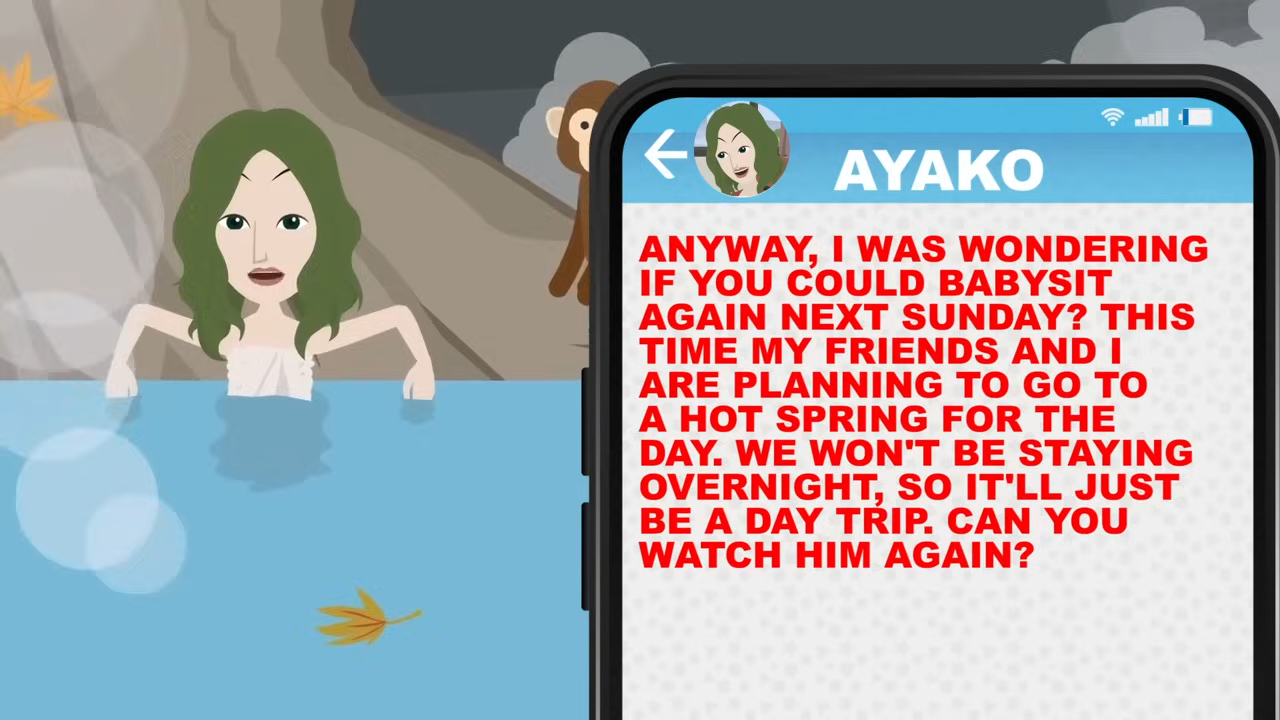 AYAKO
ANYWAY, I WAS WONDERING
IF YOU COULD BABYSIT
AGAIN NEXT SUNDAY? THIS
TIME MY FRIENDS AND I
ARE PLANNING TO GO TO
A HOT SPRING FOR THE
DAY. WE WON'T BE STAYING
OVERNIGHT, SO IT'LL JUST
BE A DAY TRIP. CAN YOU
WATCH HIM AGAIN?